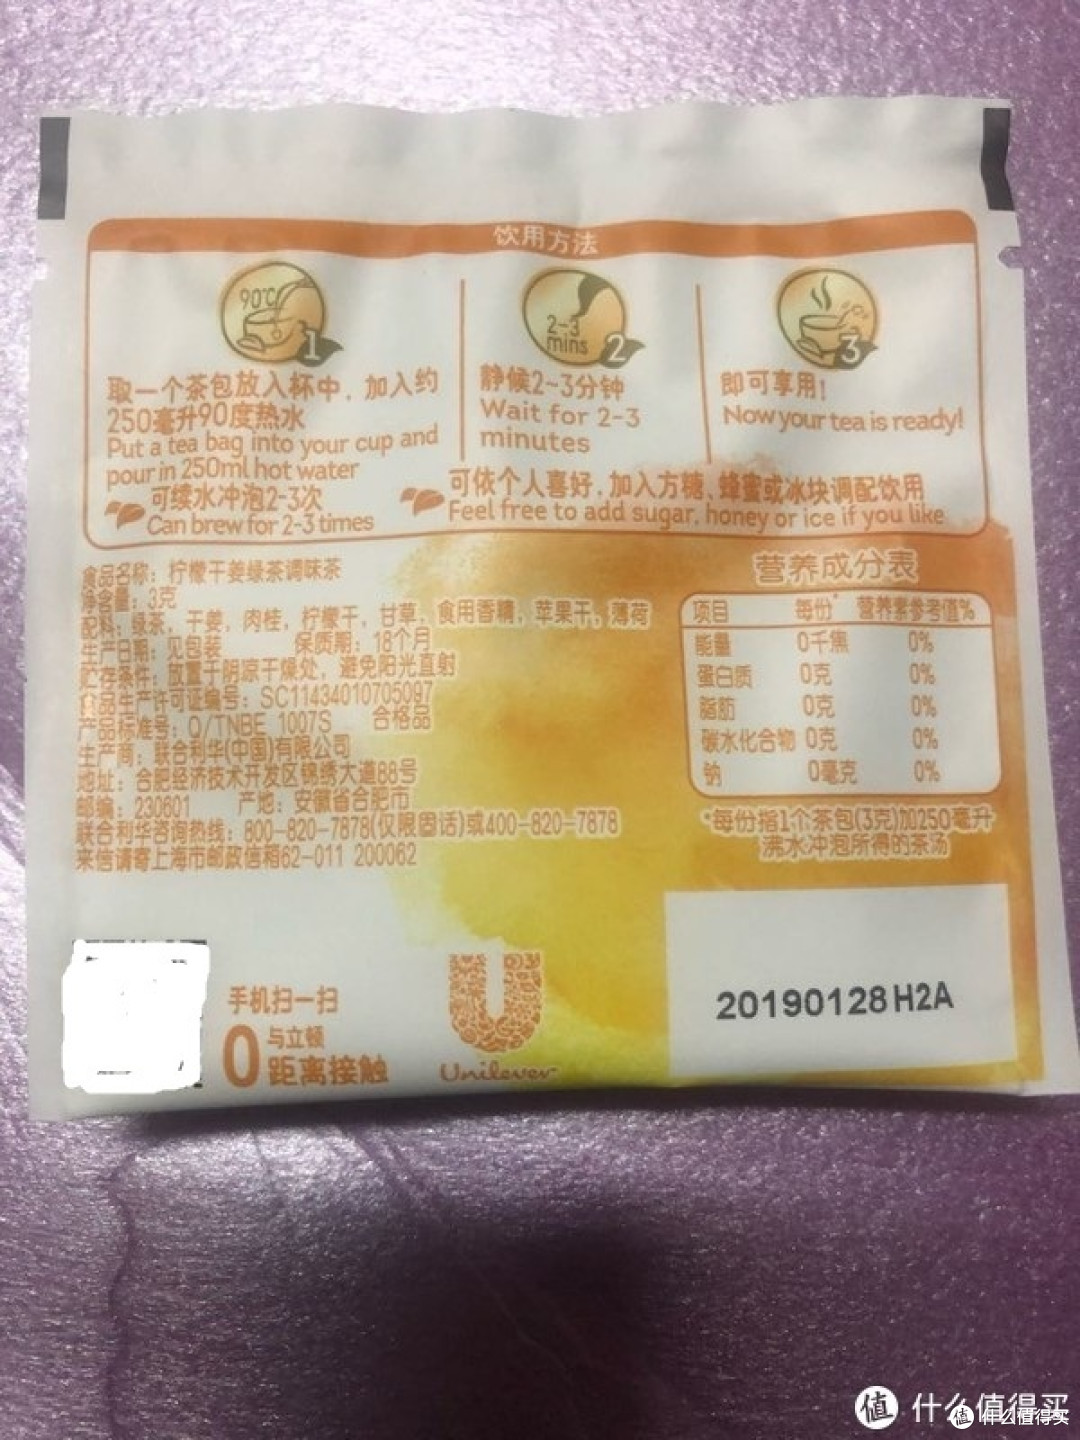 饮用方法
90℃
1
2-3
mins
2
3
取一个茶包放入杯中，加入约
250毫升90度热水
Put a tea bag into your cup and
pour in 250ml hot water
可续水冲泡2-3次
Can brew for 2-3 times
静候2~3分钟
Wait for 2-3
minutes
即可享用！
Now your tea is ready!
可依个人喜好，加入方糖、蜂蜜或冰块调配饮用
Feel free to add sugar, honey or ice if you like
食品名称：柠檬干姜绿茶调味茶
净含量：3克
配料：绿茶，干姜，肉桂，柠檬干，甘草，食用香精，苹果干，薄荷
生产日期：见包装 保质期：18个月
贮存条件：放置于阴凉干燥处，避免阳光直射
食品生产许可证编号：SC11434010705097
产品标准号：Q/TNBE 1007S 合格品
生产商：联合利华(中国)有限公司
地址：合肥经济技术开发区锦绣大道88号
邮编：230601 产地：安徽省合肥市
联合利华咨询热线：800-820-7878(仅限固话)或400-820-7878
来信请寄上海市邮政信箱62-011 200062
营养成分表
项目 每份* 营养素参考值%
能量 0千焦 0%
蛋白质 0克 0%
脂肪 0克 0%
碳水化合物 0克 0%
钠 0毫克 0%
*每份指1个茶包(3克)加250毫升
沸水冲泡所得的茶汤
手机扫一扫
0 与立顿
距离接触
Unilever
20190128 H2A
值 什么值得买
值 什么值得买